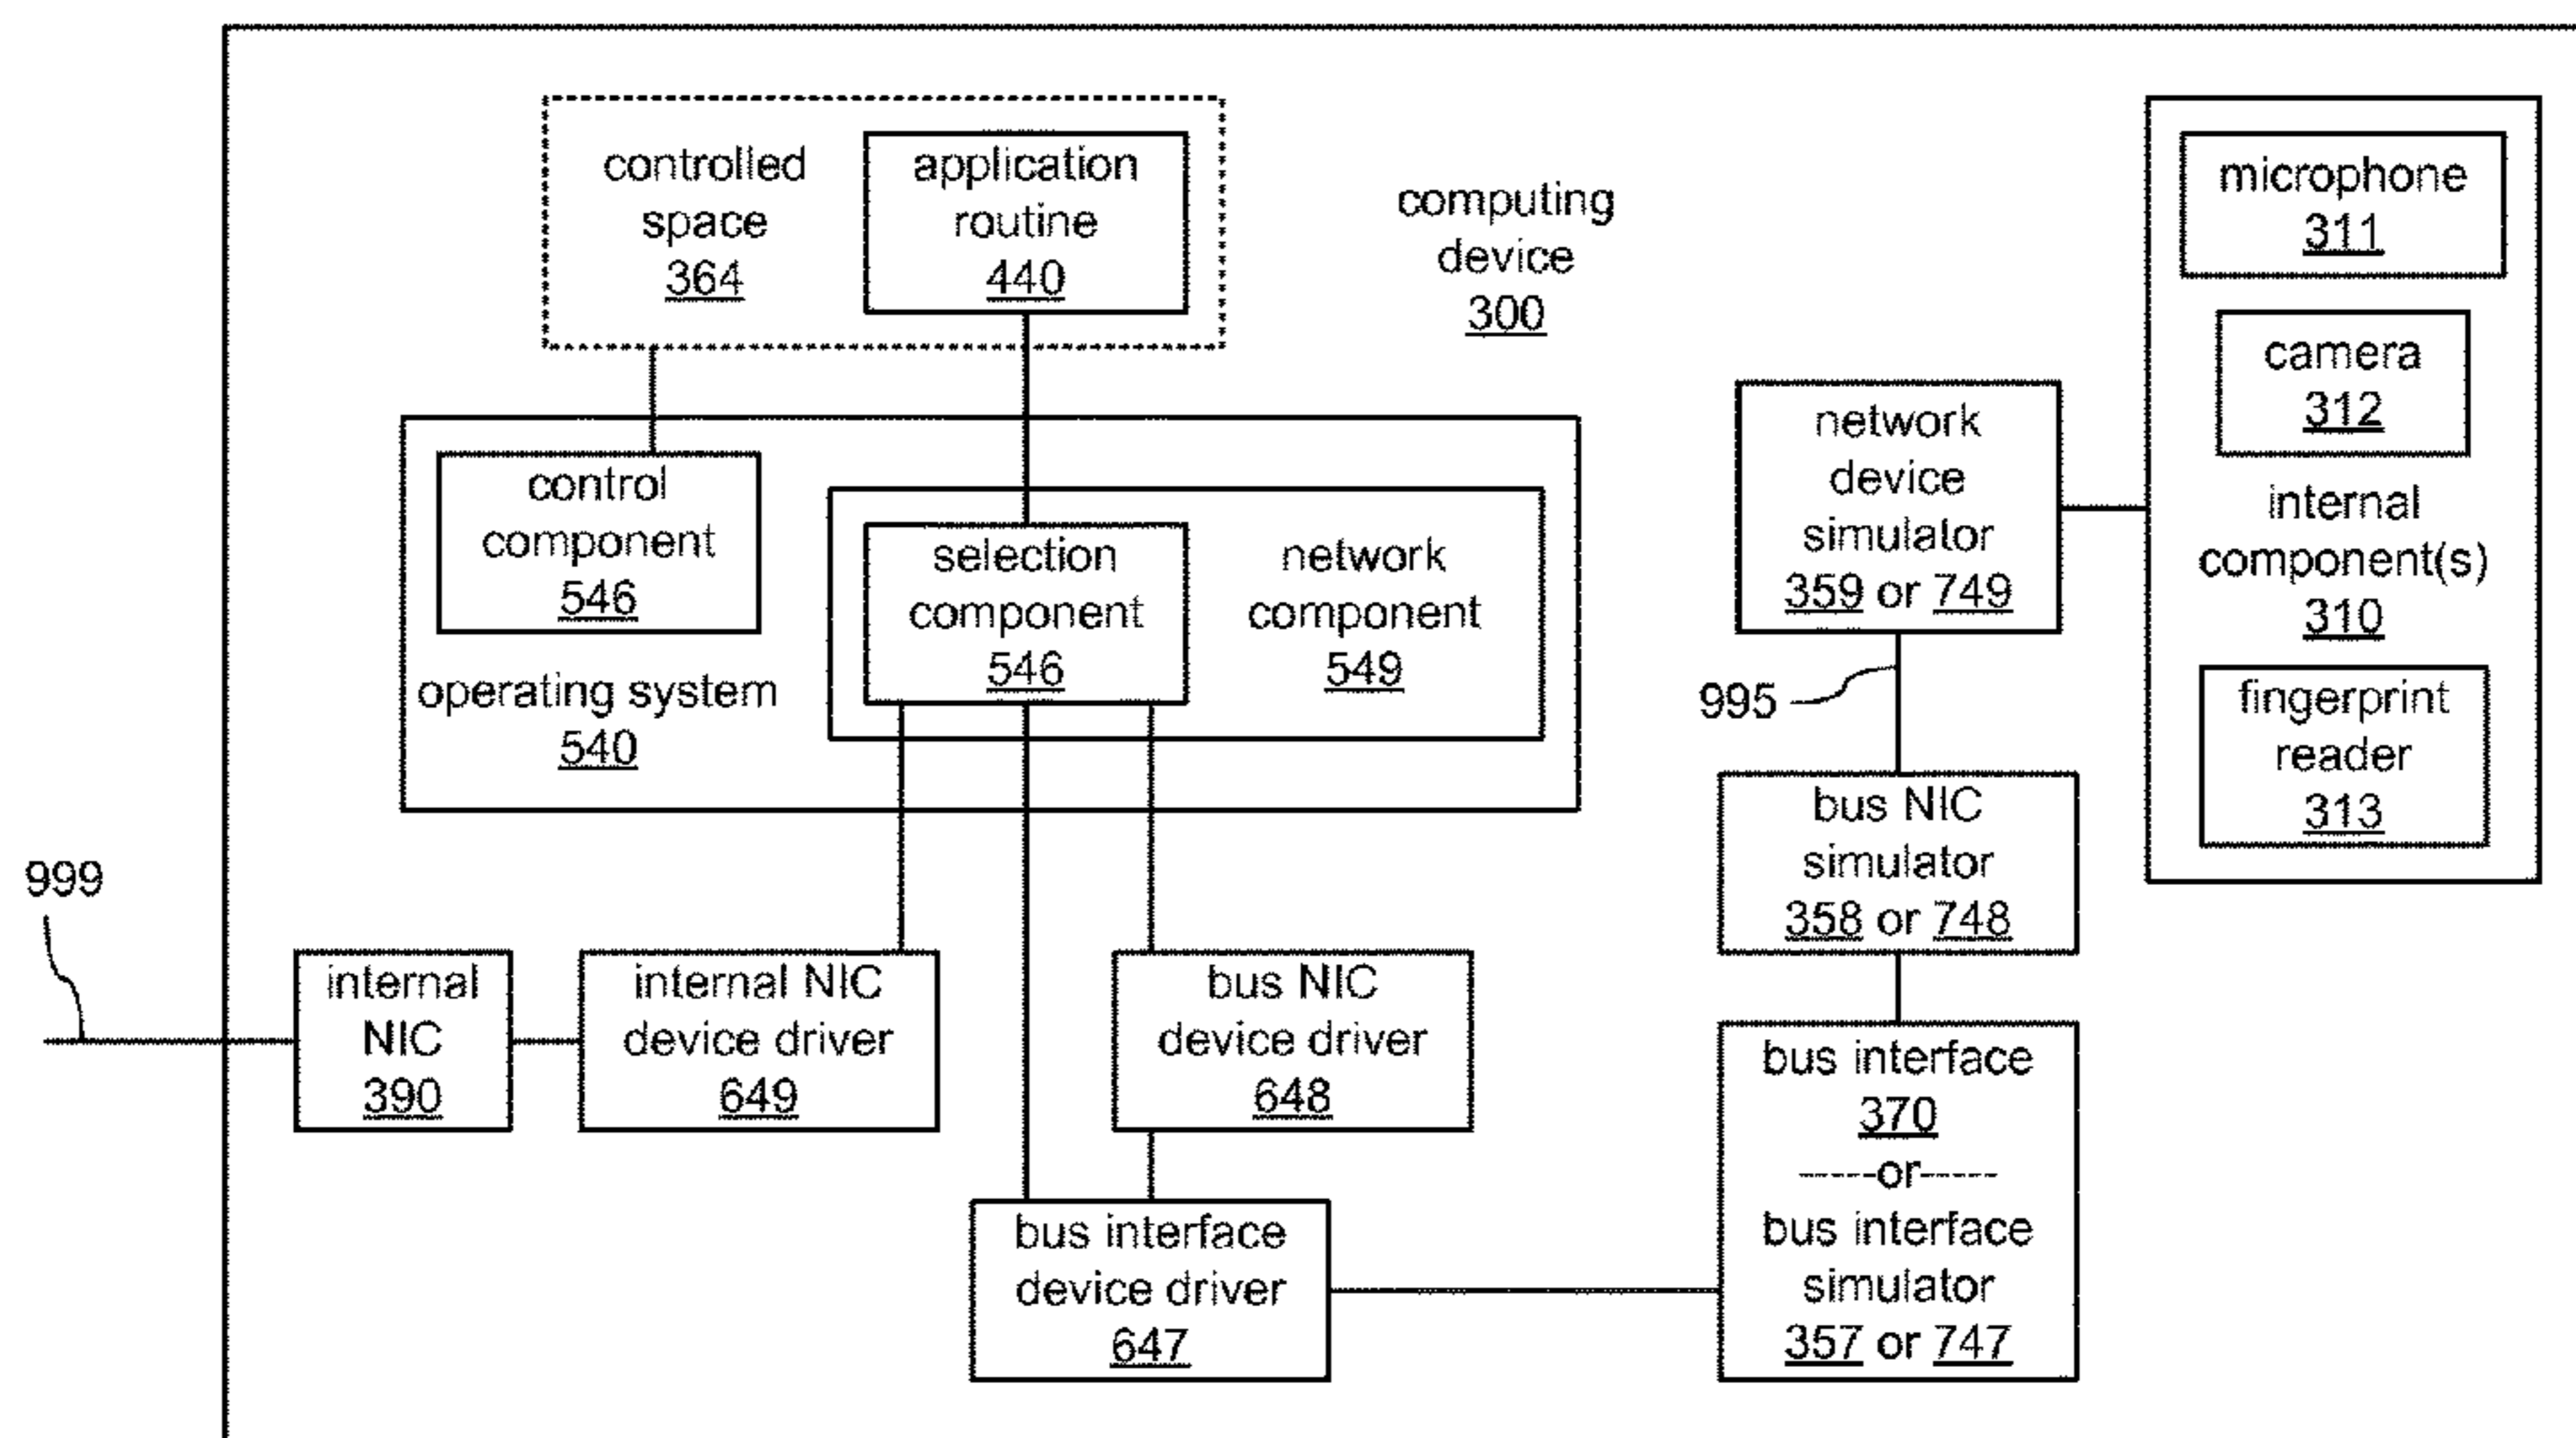 controlled
space
364
application
routine
440
computing
device
300
microphone
311
camera
312
internal
component(s)
310
fingerprint
reader
313
network
device
simulator
359 or 749
control
component
546
selection
component
546
network
component
549
operating system
540
995
bus NIC
simulator
358 or 748
999
internal
NIC
390
internal NIC
device driver
649
bus NIC
device driver
648
bus interface
370
-----or-----
bus interface
simulator
357 or 747
bus interface
device driver
647